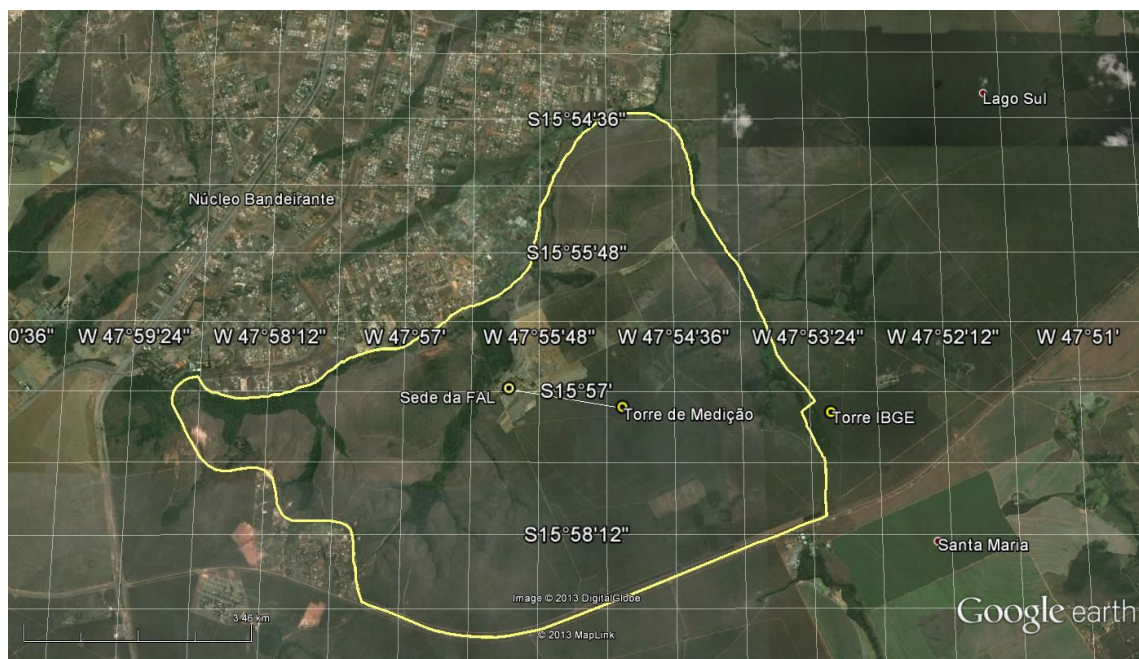 Lago Sul
S15°54'36"
Núcleo Bandeirante
S15°55'48"
0'36" W 47°59'24" W 47°58'12" W 47°57' W 47°55'48" W 47°54'36" W 47°53'24" W 47°52'12" W 47°51'
Sede da FAL S15°57'
Torre de Medição Torre IBGE
S15°58'12"
Santa Maria
Image © 2013 DigitalGlobe
3.46 km
© 2013 MapLink
Google earth